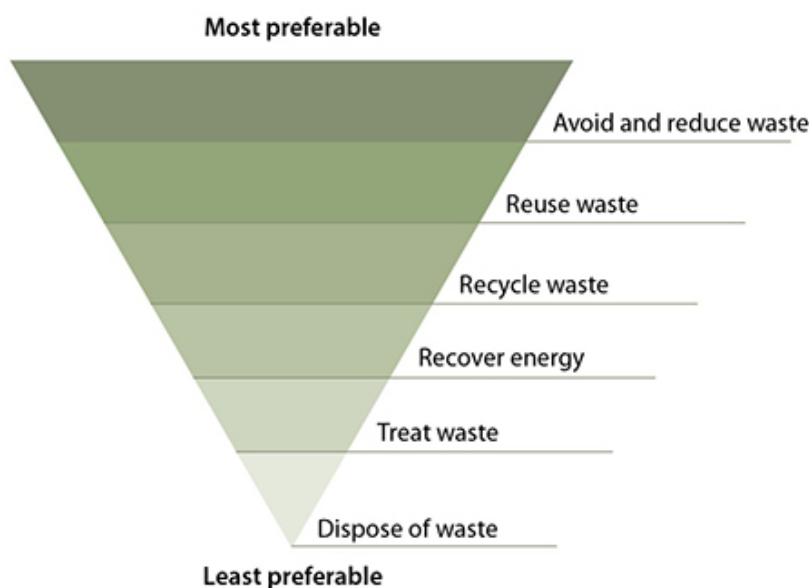 Most preferable
Avoid and reduce waste
Reuse waste
Recycle waste
Recover energy
Treat waste
Dispose of waste
Least preferable